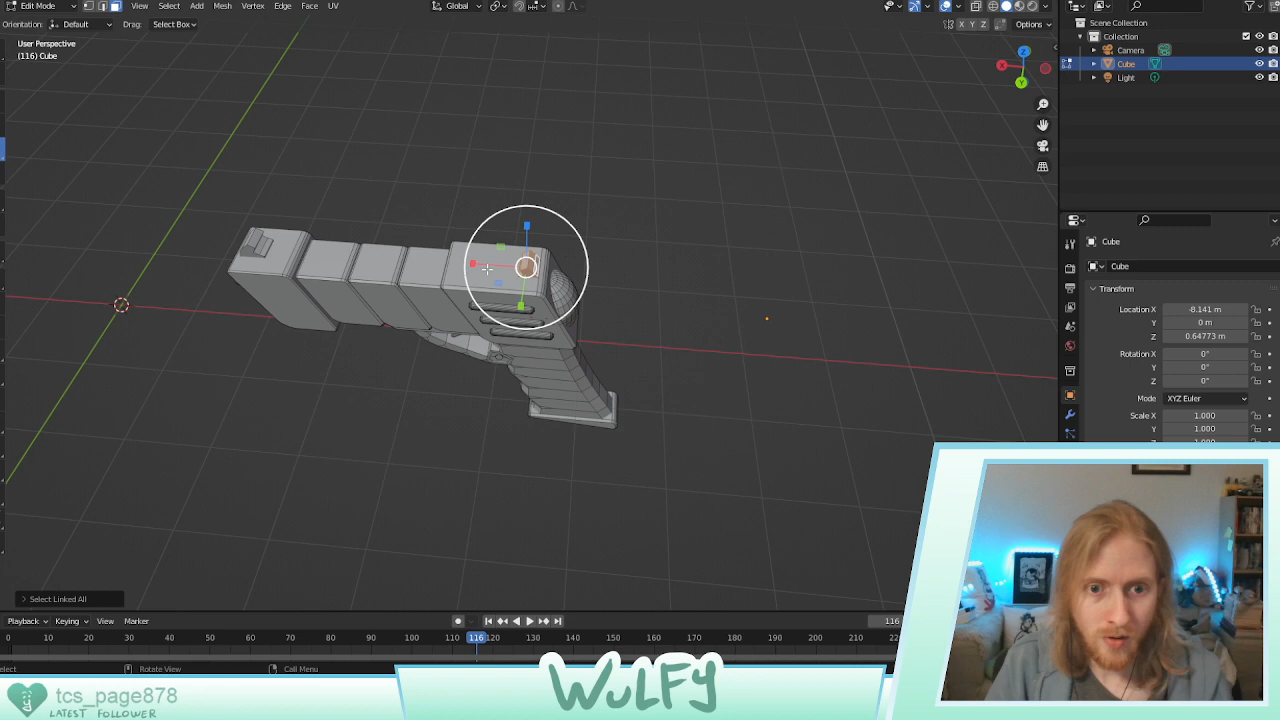 Edit Mode View Select Add Mesh Vertex Edge Face UV Global Options
Orientation: Default Drag: Select Box X Y Z Options
User Perspective
(116) Cube
Scene Collection
Collection
Camera
Cube
Light
X
Y
Z
Cube
Cube
Transform
Location X -8.141 m
Y 0 m
Z 0.64773 m
Rotation X 0°
Y 0°
Z 0°
Mode XYZ Euler
Scale X 1.000
Y 1.000
Select Linked All
Playback Keying View Marker 116
0 10 20 30 40 50 60 70 80 90 100 110 116 120 130 140 150 160 170 180 190 200 210
Rotate View Call Menu
WULFY
tcs_page878
LATEST FOLLOWER